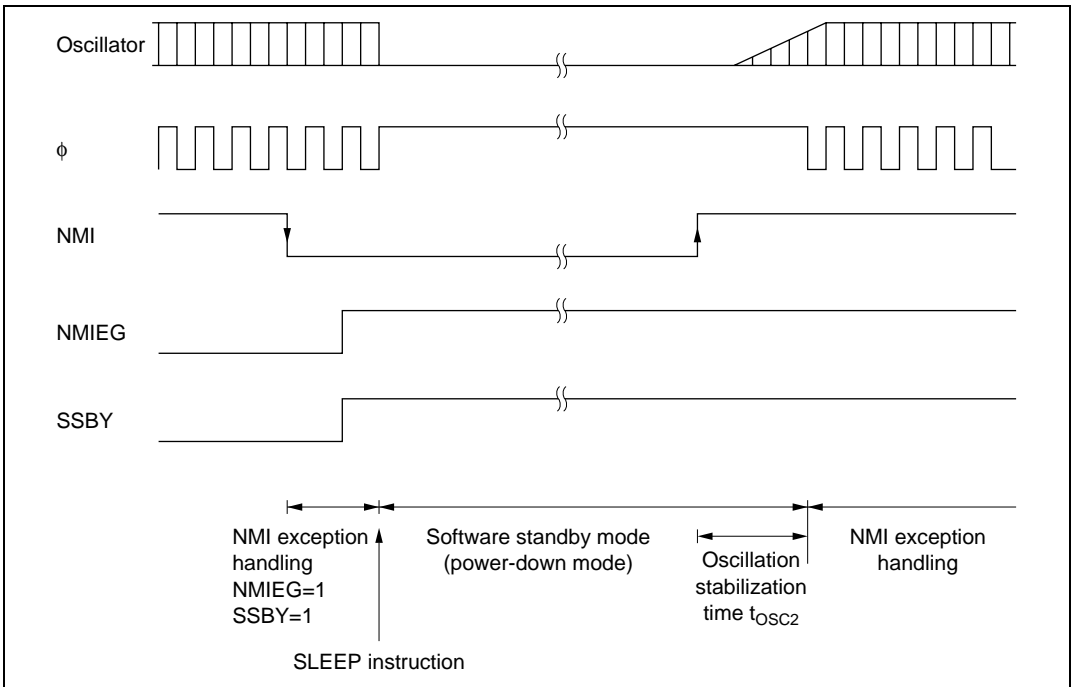 Oscillator
φ
NMI
NMIEG
SSBY
NMI exception
handling
NMIEG=1
SSBY=1
Software standby mode
(power-down mode)
Oscillation
stabilization
time tOSC2
NMI exception
handling
SLEEP instruction